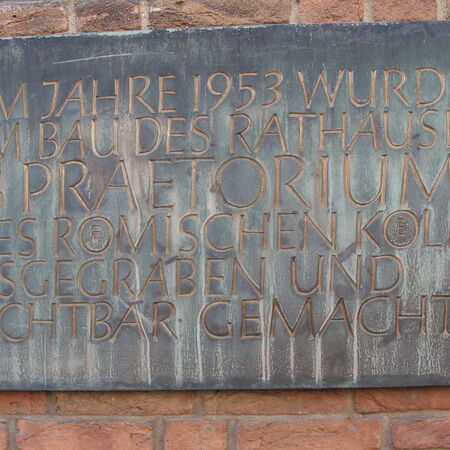 M JAHRE 1953 WURD
M BAU DES RATHAUSE
S PRAETORIUM
ES RÖMISCHEN KÖL
SGEGRABEN UND
CHTBAR GEMACHT